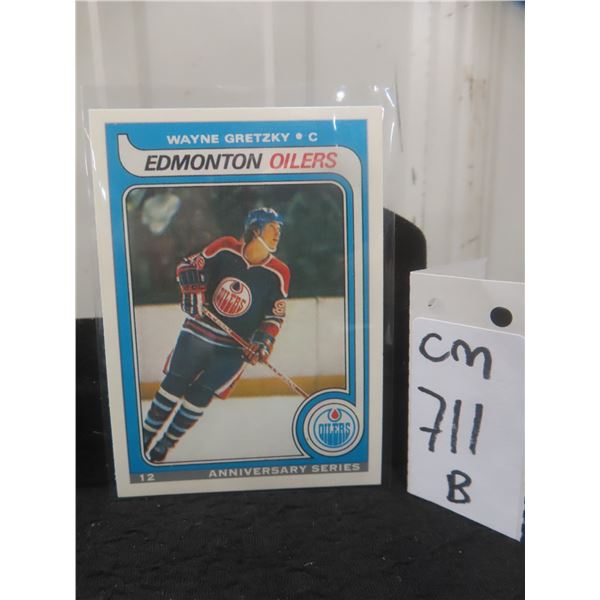 WAYNE GRETZKY • C
EDMONTON OILERS
OILERS
OILERS
12 ANNIVERSARY SERIES
CM
711
B